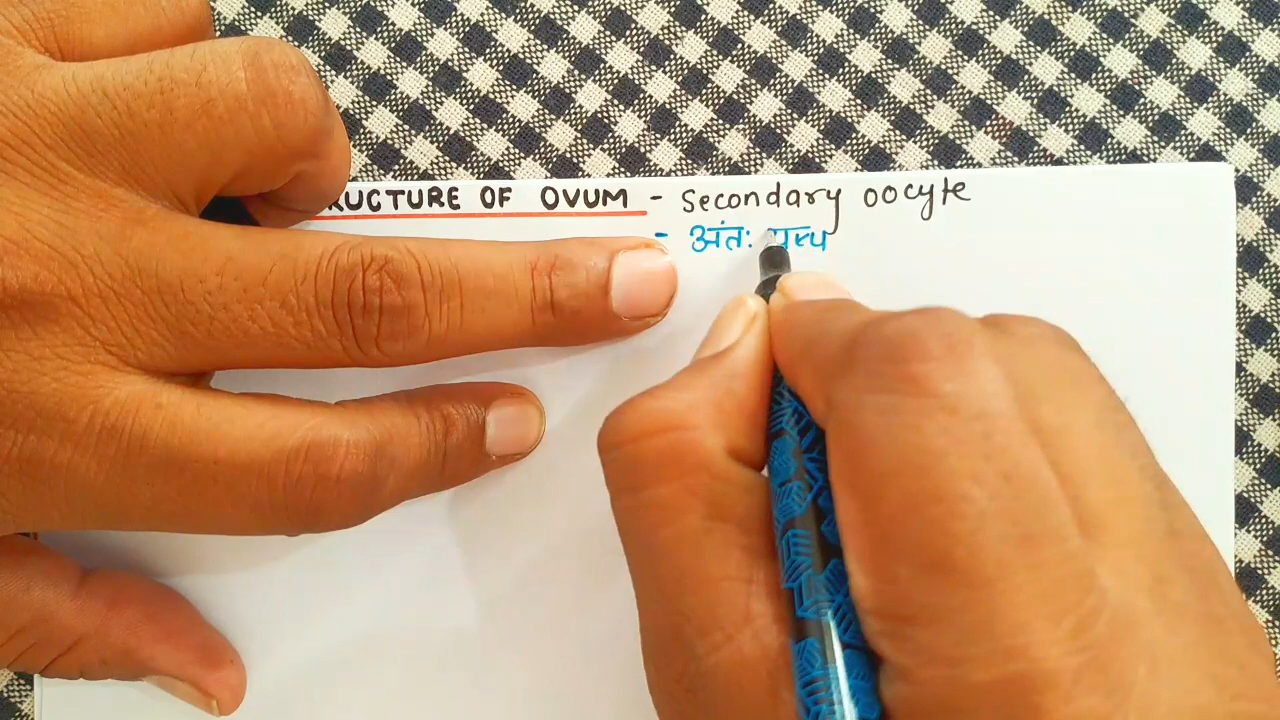 RUCTURE OF OVUM - Secondary oocyte
- अंतः